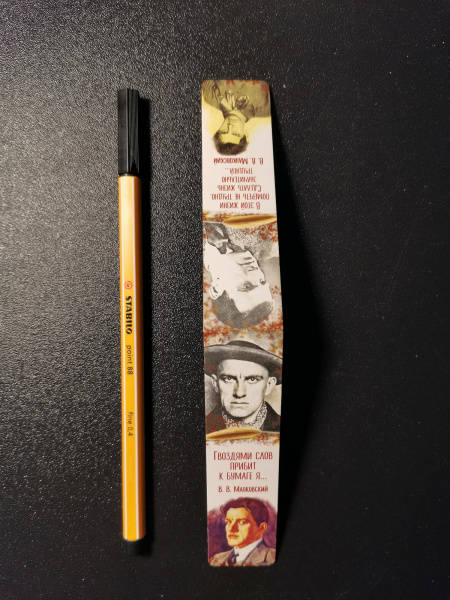 STABILO
point 88
fine 0,4
В ЭТОЙ ЖИЗНИ
ПОМЕРЕТЬ НЕ ТРУДНО.
СДЕЛАТЬ ЖИЗНЬ
ЗНАЧИТЕЛЬНО
ТРУДНЕЙ...
В. В. МАЯКОВСКИЙ
ГВОЗДЯМИ СЛОВ
ПРИБИТ
К БУМАГЕ Я...
В. В. МАЯКОВСКИЙ